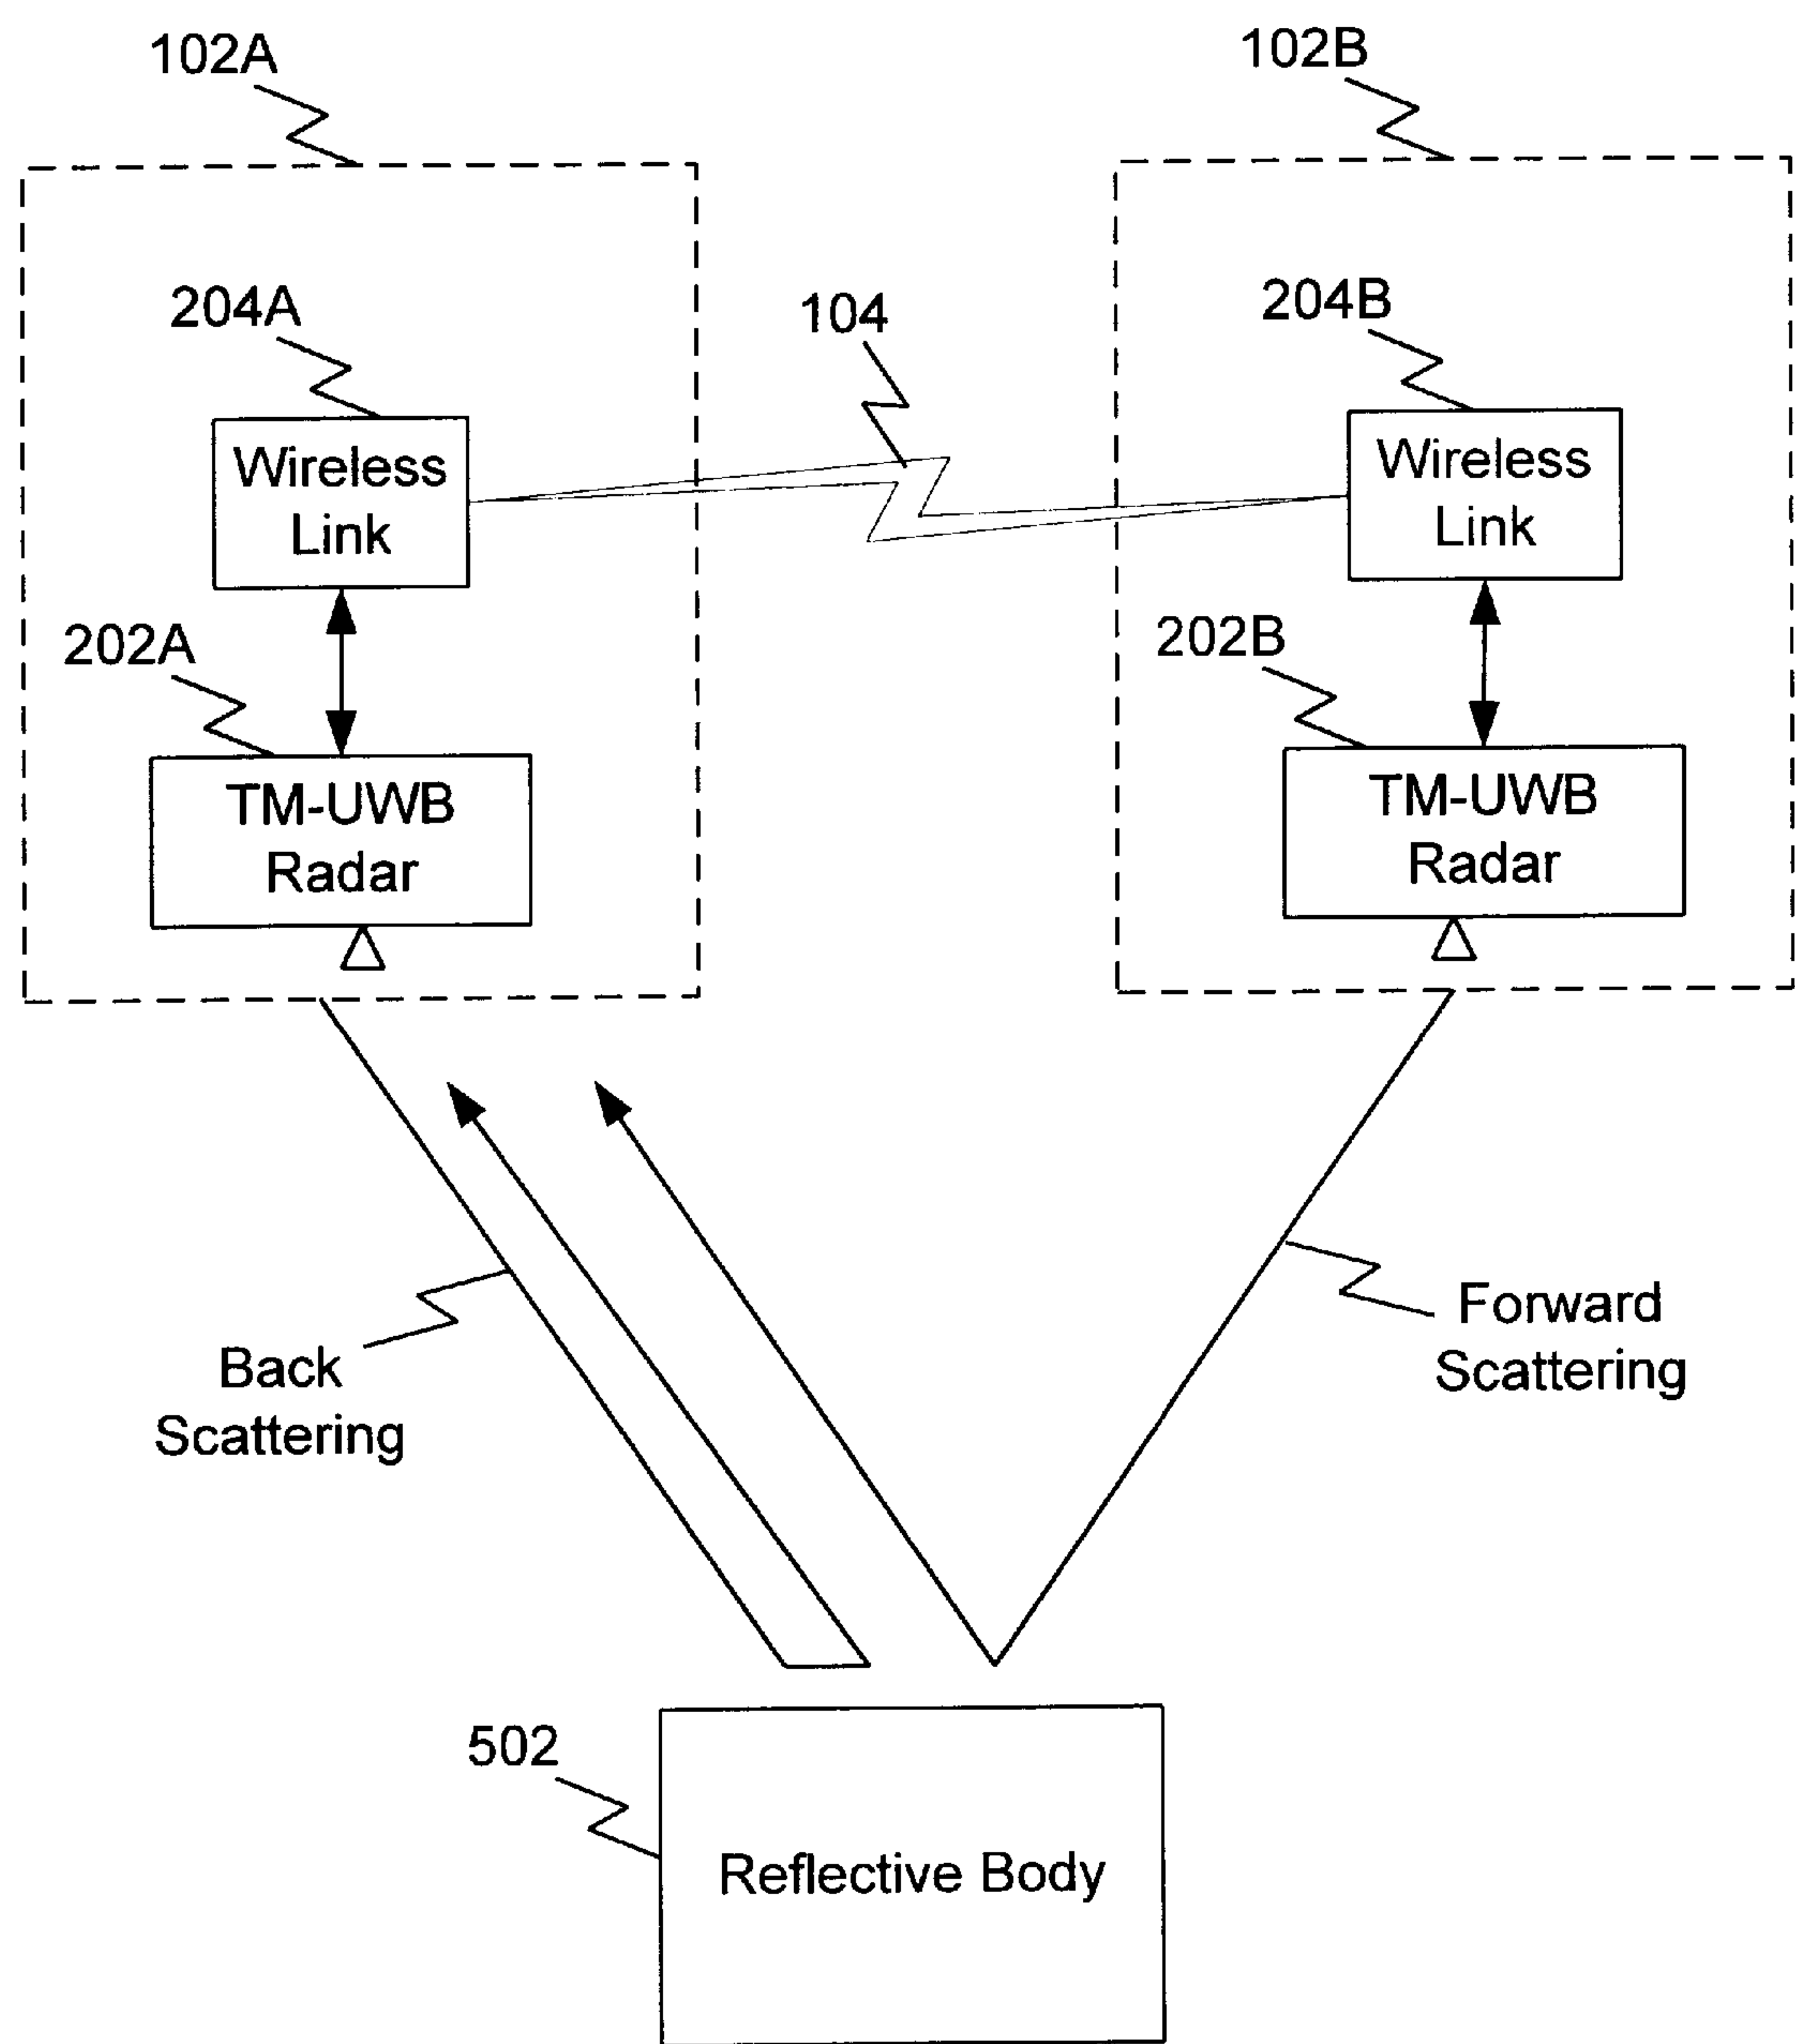 102A
102B
204A
104
204B
Wireless
Link
Wireless
Link
202A
202B
TM-UWB
Radar
TM-UWB
Radar
Back
Scattering
Forward
Scattering
502
Reflective Body